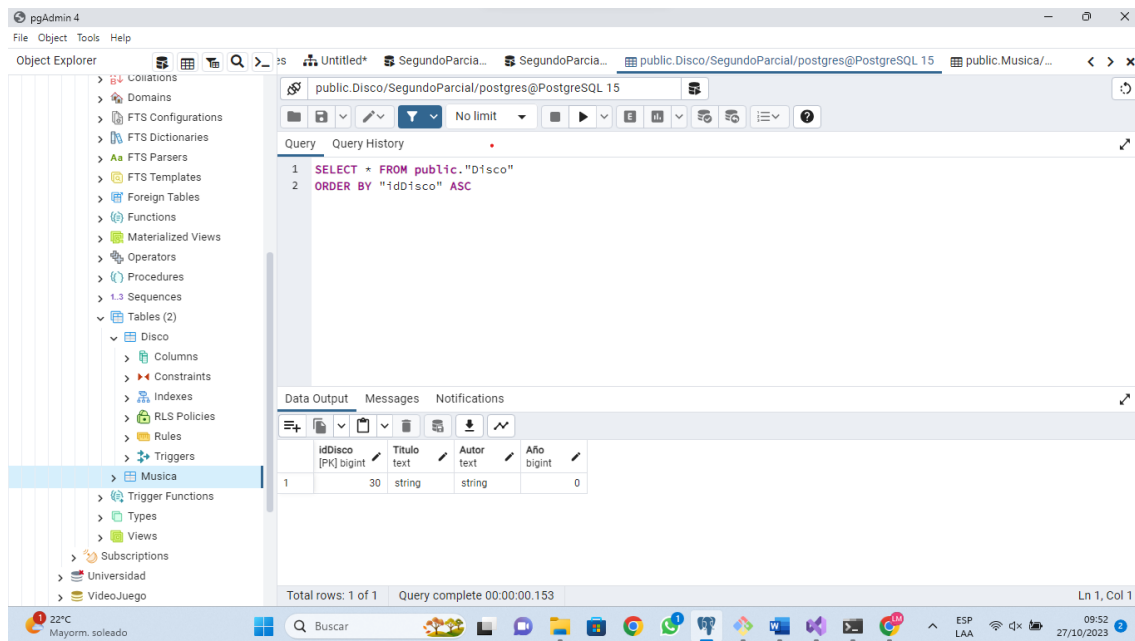 pgAdmin 4
File Object Tools Help
Object Explorer
es Untitled* SegundoParcia... SegundoParcia... public.Disco/SegundoParcial/postgres@PostgreSQL 15 public.Musica/...
Collations
Domains
FTS Configurations
FTS Dictionaries
Aa FTS Parsers
FTS Templates
Foreign Tables
Functions
Materialized Views
Operators
Procedures
1..3 Sequences
Tables (2)
Disco
Columns
Constraints
Indexes
RLS Policies
Rules
Triggers
Musica
Trigger Functions
Types
Views
Subscriptions
Universidad
VideoJuego
public.Disco/SegundoParcial/postgres@PostgreSQL 15
No limit
E
Query Query History
1 SELECT * FROM public."Disco"
2 ORDER BY "idDisco" ASC
Data Output Messages Notifications
idDisco Titulo Autor Año
[PK] bigint text text bigint
1 30 string string 0
Total rows: 1 of 1 Query complete 00:00:00.153 Ln 1, Col 1
1 22°C
Mayorm. soleado
Buscar
1
LM
ESP
LAA
09:52
27/10/2023
2